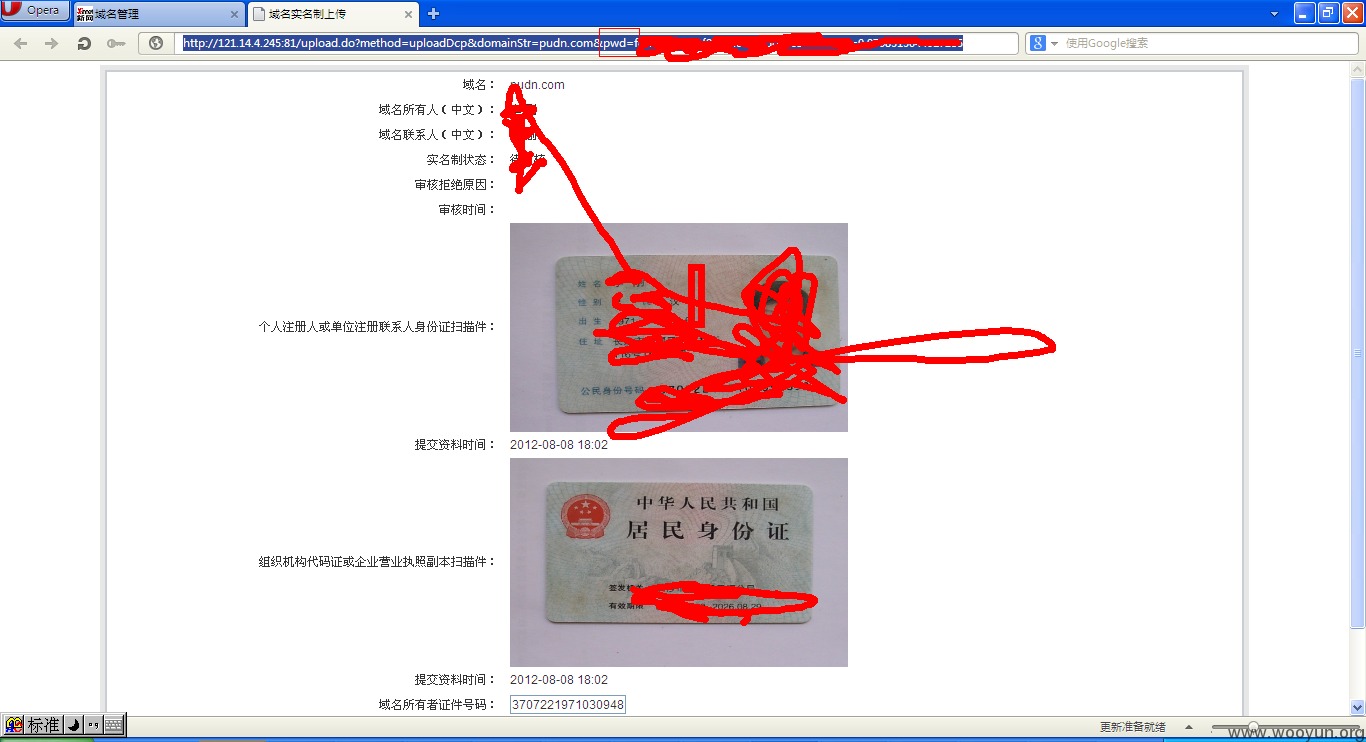 Opera
新网 域名管理
域名实名制上传
http://121.14.4.245:81/upload.do?method=uploadDcp&domainStr=pudn.com&pwd=
使用Google搜索
域名：pudn.com
域名所有人（中文）：
域名联系人（中文）：
实名制状态：
审核拒绝原因：
审核时间：
姓名
性别
出生
住址
公民身份号码
个人注册人或单位注册联系人身份证扫描件：
提交资料时间：2012-08-08 18:02
中华人民共和国
居民身份证
签发机关
有效期限 2026.08.29
组织机构代码证或企业营业执照副本扫描件：
提交资料时间：2012-08-08 18:02
域名所有者证件号码：3707221971030948
标准
更新准备就绪
www.wooyun.org